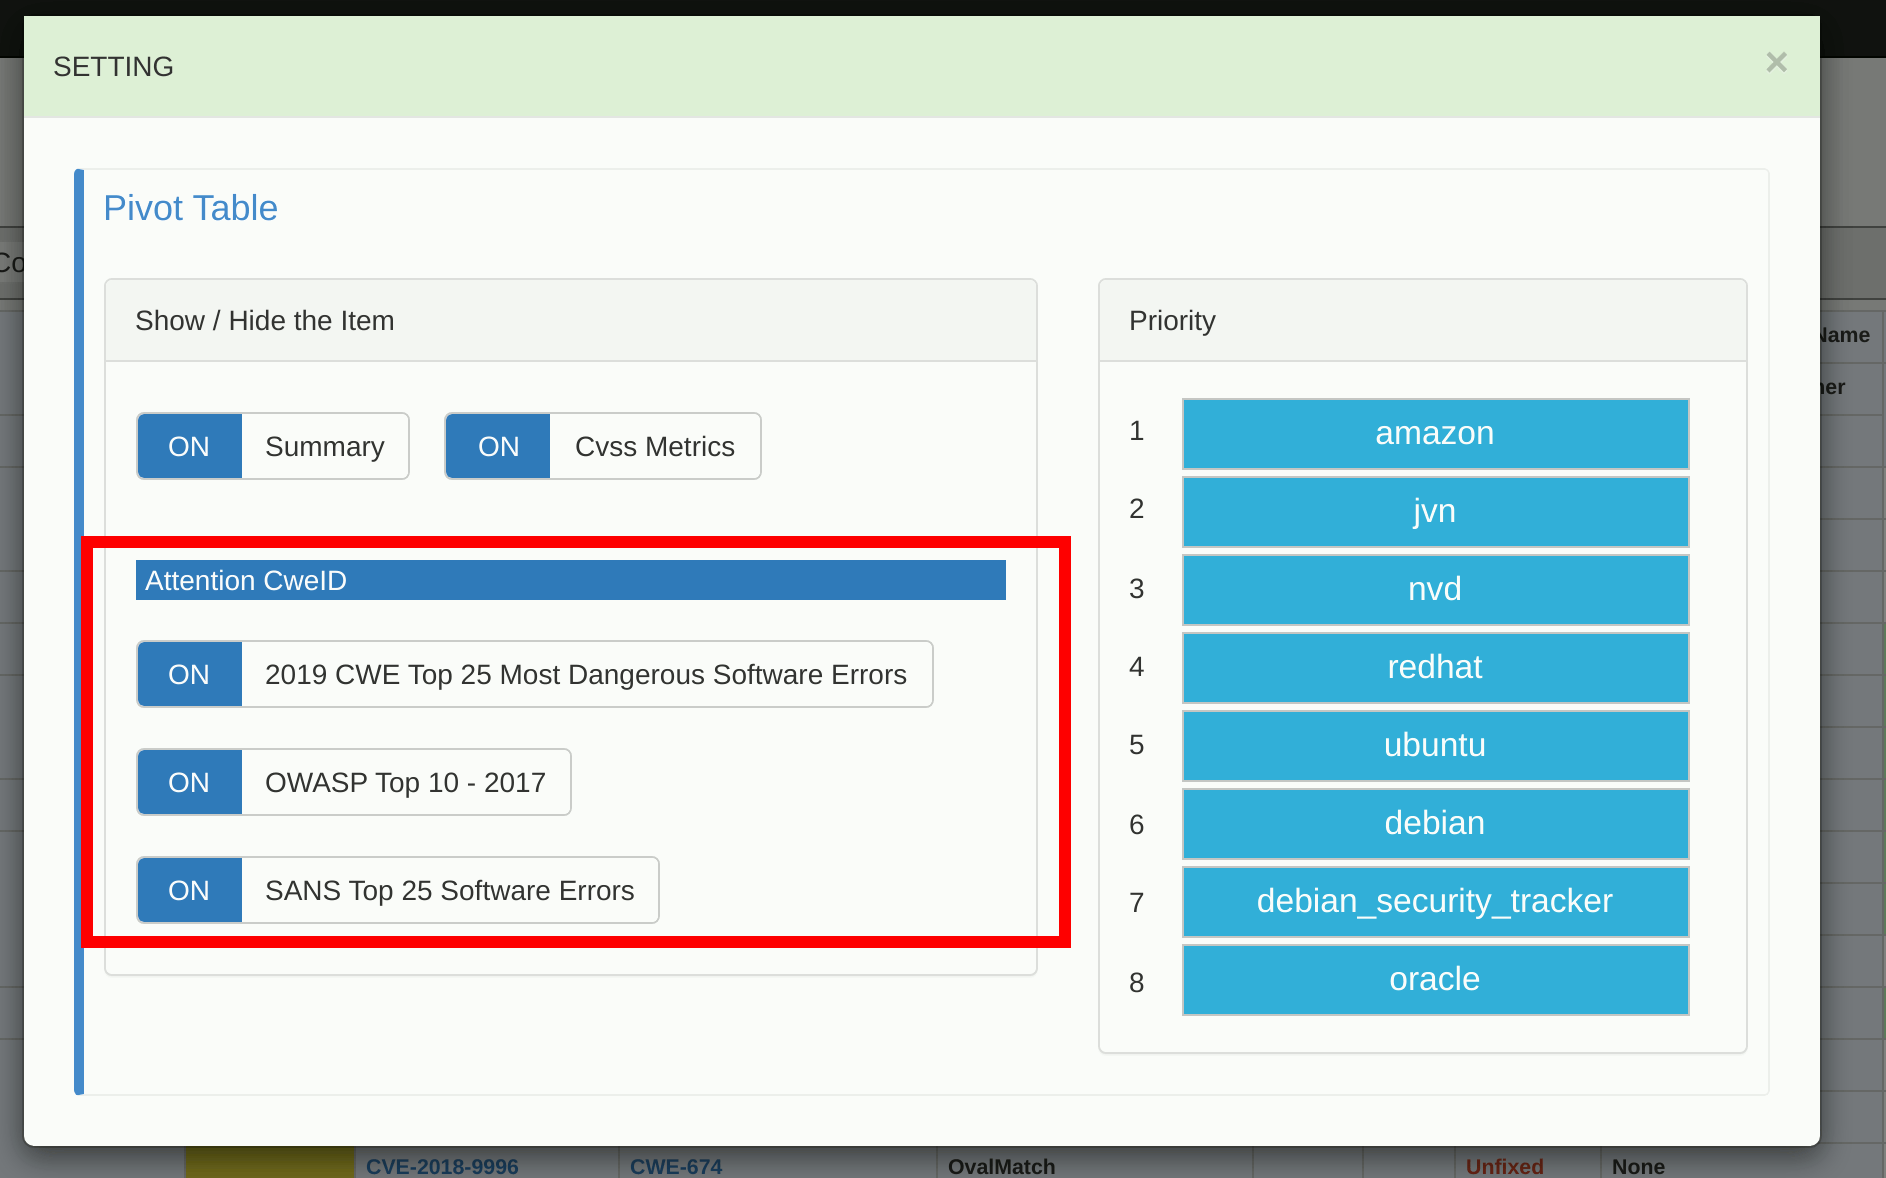 SETTING
×
Pivot Table
Show / Hide the Item
ON Summary ON Cvss Metrics
Attention CweID
ON 2019 CWE Top 25 Most Dangerous Software Errors
ON OWASP Top 10 - 2017
ON SANS Top 25 Software Errors
Priority
1 amazon
2 jvn
3 nvd
4 redhat
5 ubuntu
6 debian
7 debian_security_tracker
8 oracle
Co
Name
CVE-2018-9996 CWE-674 OvalMatch Unfixed None